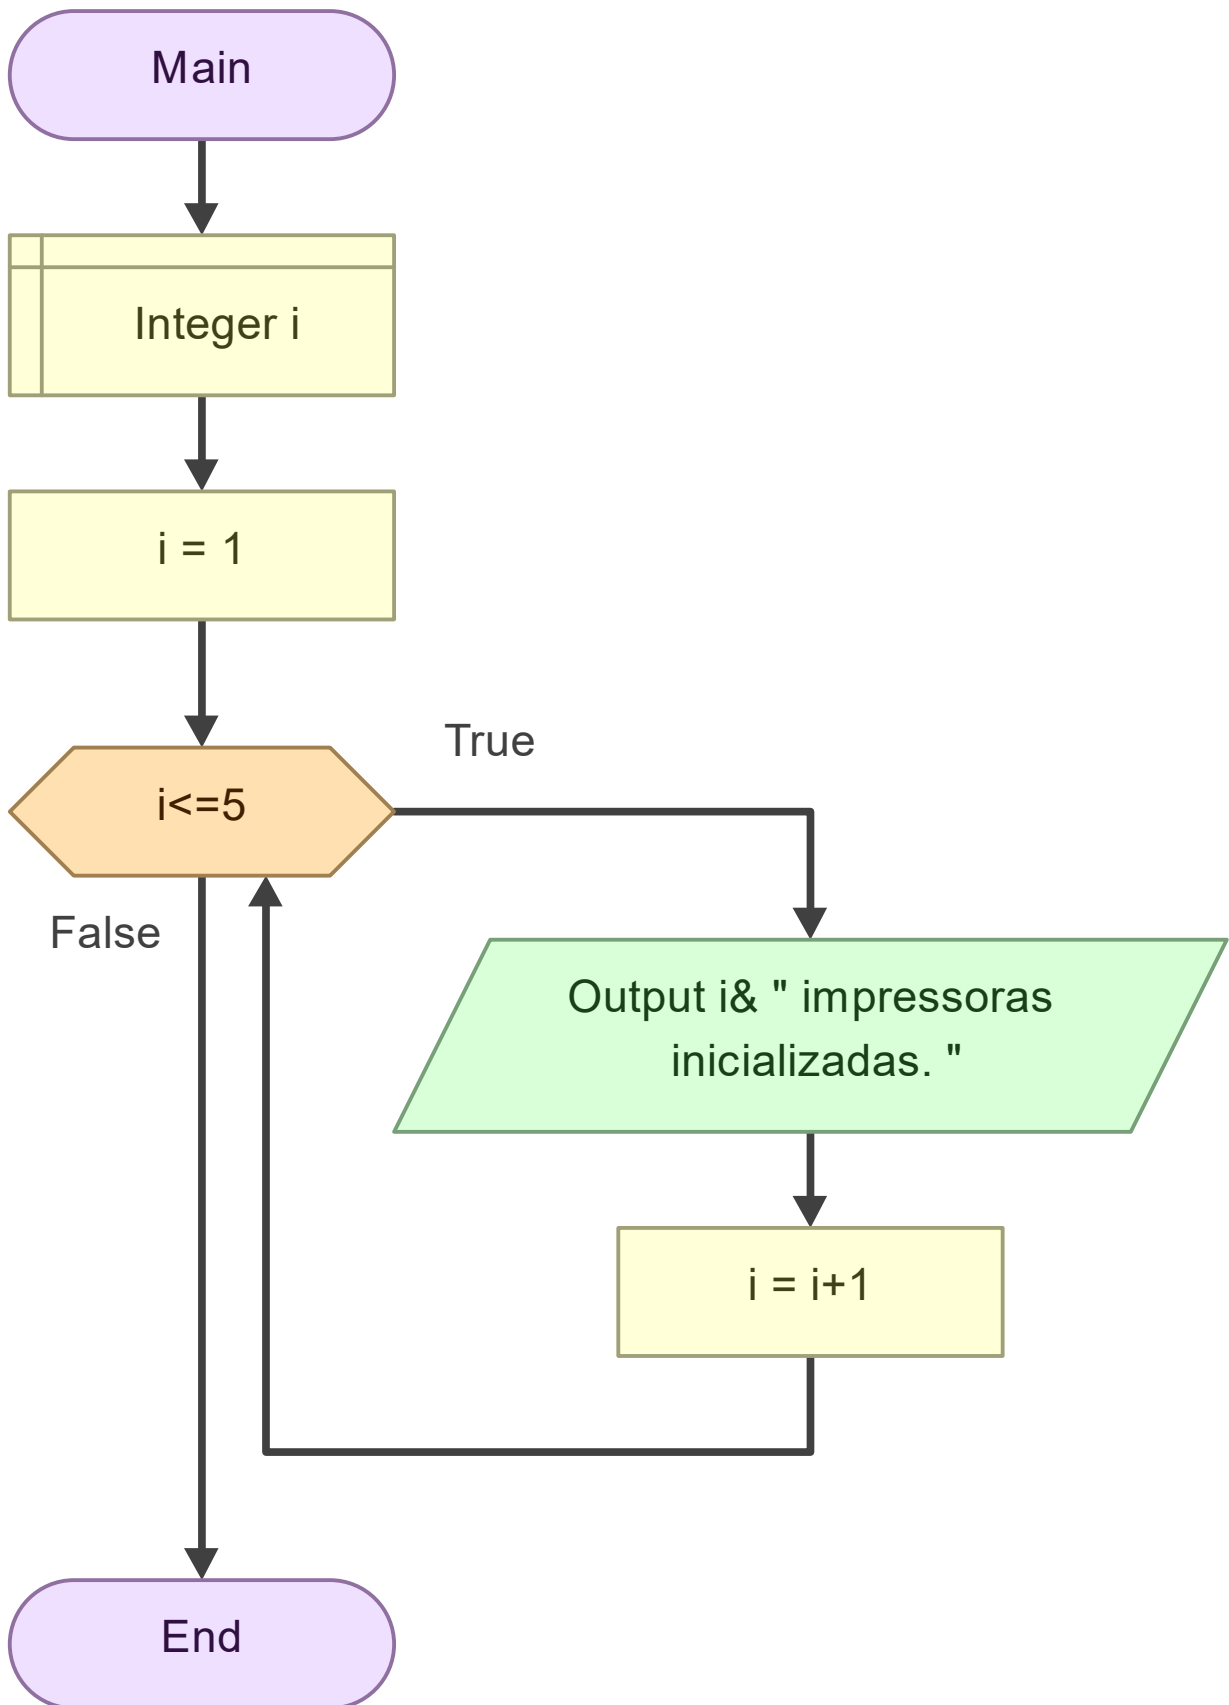 Main
Integer i
i = 1
True
i<=5
False
Output i& " impressoras
inicializadas. "
i = i+1
End